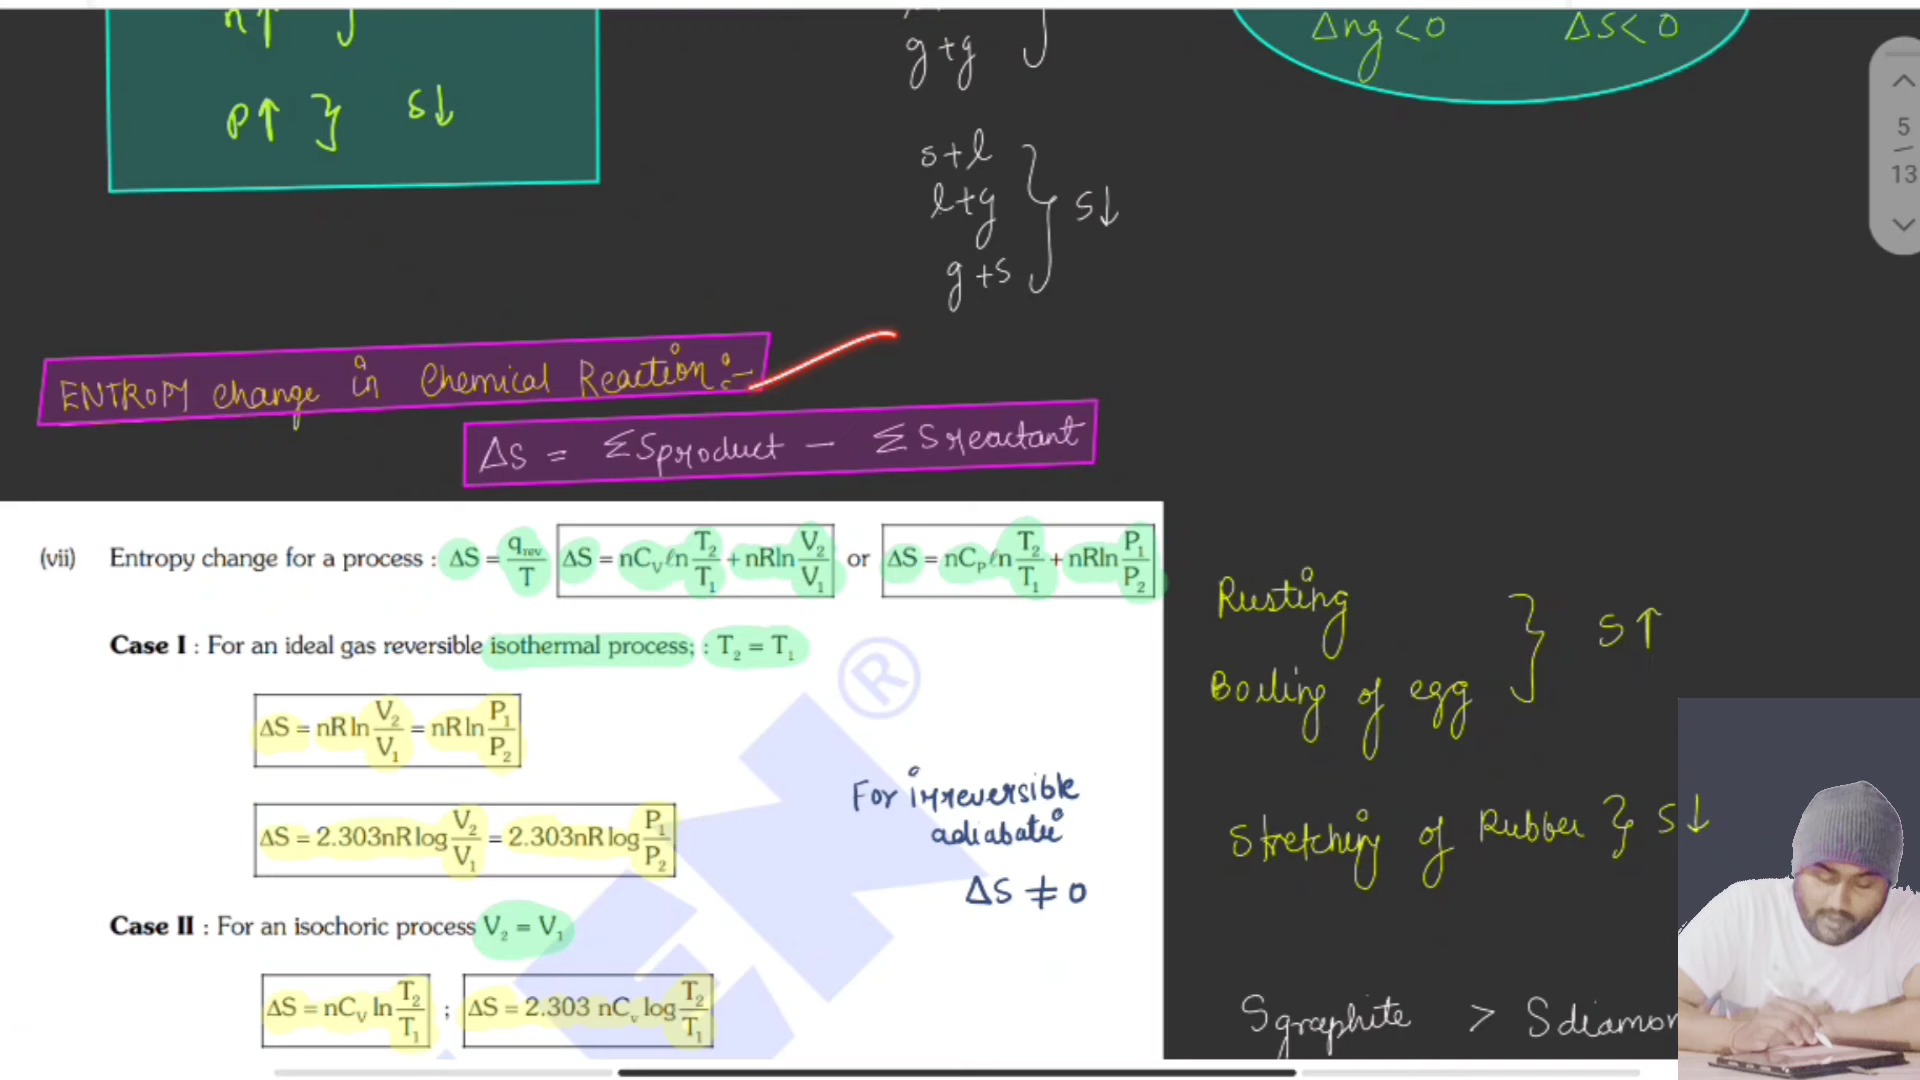 n↑ }
P↑ } S↓
g+g }
s+l
l+g } S↓
g+s
Δng<0 ΔS<0
5
13
ENTROPY change in Chemical Reaction:-
ΔS = ΣSproduct - ΣSreactant
(vii) Entropy change for a process : ΔS = q_rev/T ΔS = nC_V ℓn T₂/T₁ + nRln V₂/V₁ or ΔS = nC_P ℓn T₂/T₁ + nRln P₁/P₂
Case I : For an ideal gas reversible isothermal process; : T₂ = T₁
ΔS = nR ln V₂/V₁ = nR ln P₁/P₂
ΔS = 2.303nR log V₂/V₁ = 2.303nR log P₁/P₂
For irreversible
adiabatic
ΔS ≠ 0
Case II : For an isochoric process V₂ = V₁
ΔS = nC_V ln T₂/T₁ ; ΔS = 2.303 nC_v log T₂/T₁
®
Rusting
Boiling of egg } S↑
Stretching of Rubber } S↓
Sgraphite > Sdiamon